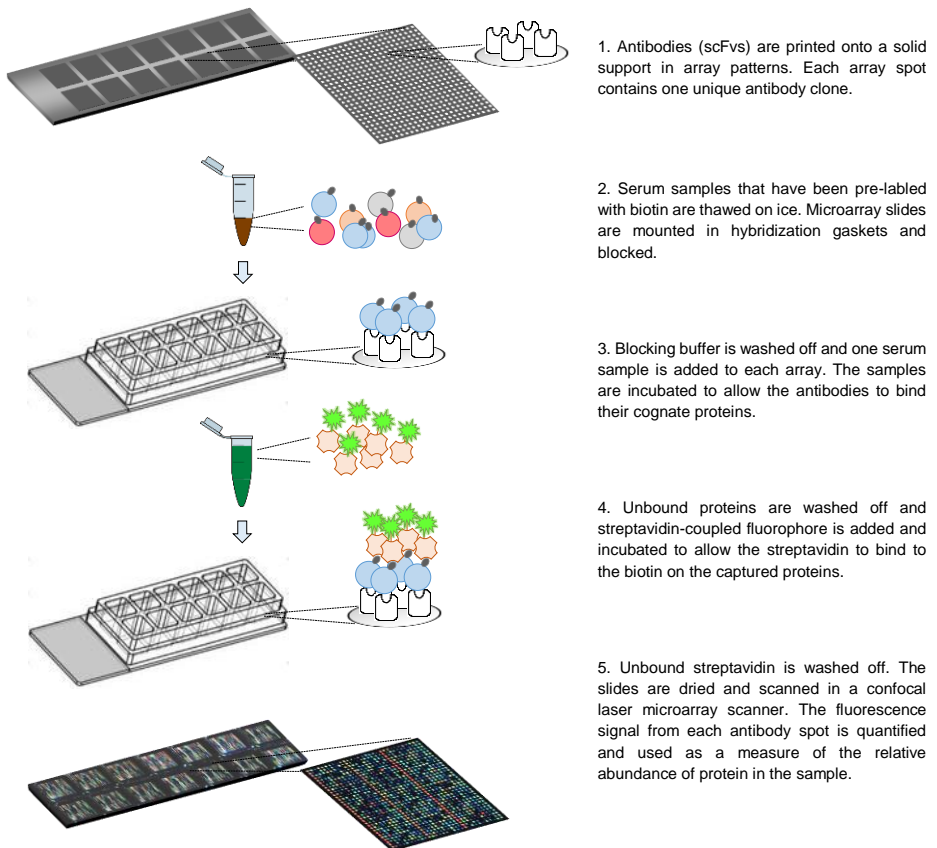 1. Antibodies (scFvs) are printed onto a solid
support in array patterns. Each array spot
contains one unique antibody clone.
2. Serum samples that have been pre-labled
with biotin are thawed on ice. Microarray slides
are mounted in hybridization gaskets and
blocked.
3. Blocking buffer is washed off and one serum
sample is added to each array. The samples
are incubated to allow the antibodies to bind
their cognate proteins.
4. Unbound proteins are washed off and
streptavidin-coupled fluorophore is added and
incubated to allow the streptavidin to bind to
the biotin on the captured proteins.
5. Unbound streptavidin is washed off. The
slides are dried and scanned in a confocal
laser microarray scanner. The fluorescence
signal from each antibody spot is quantified
and used as a measure of the relative
abundance of protein in the sample.